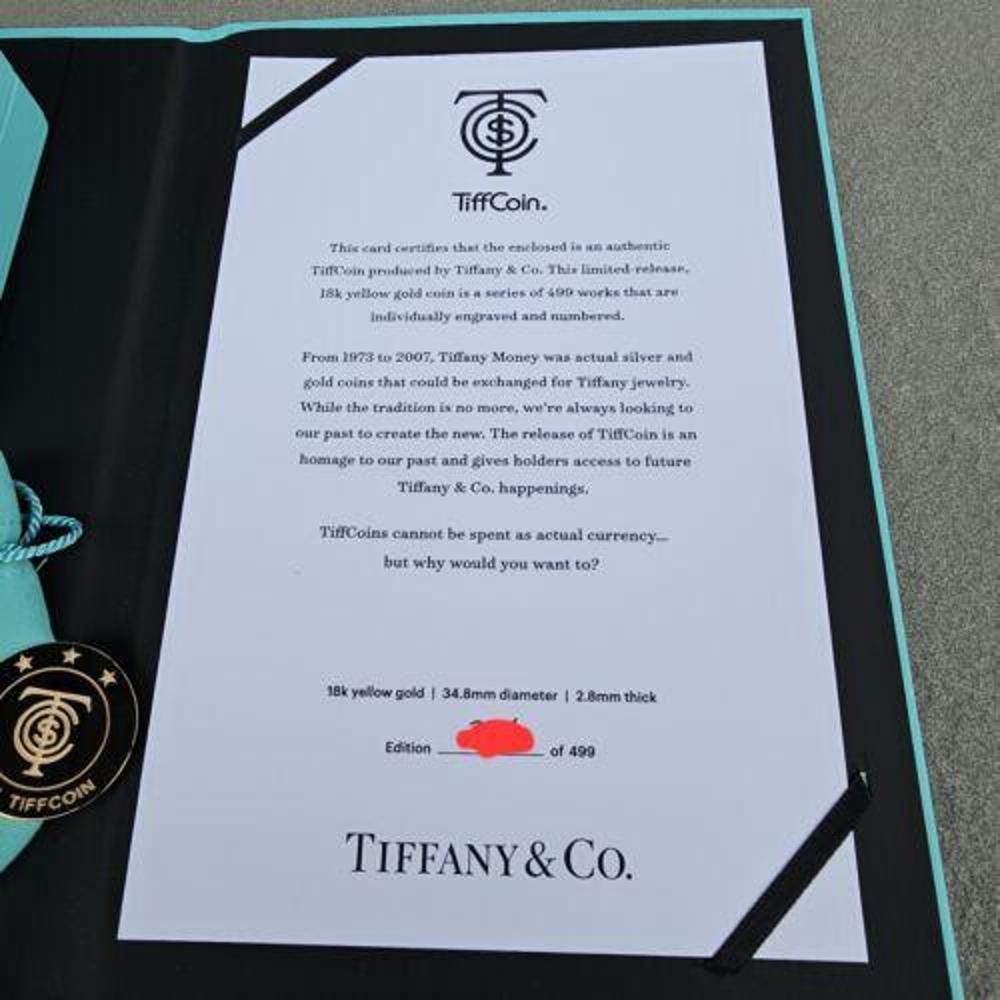 TiffCoin.
This card certifies that the enclosed is an authentic
TiffCoin produced by Tiffany & Co. This limited-release,
18k yellow gold coin is a series of 499 works that are
individually engraved and numbered.
From 1973 to 2007, Tiffany Money was actual silver and
gold coins that could be exchanged for Tiffany jewelry.
While the tradition is no more, we're always looking to
our past to create the new. The release of TiffCoin is an
homage to our past and gives holders access to future
Tiffany & Co. happenings.
TiffCoins cannot be spent as actual currency...
but why would you want to?
18k yellow gold | 34.8mm diameter | 2.8mm thick
Edition of 499
TIFFANY & CO.
TIFFCOIN